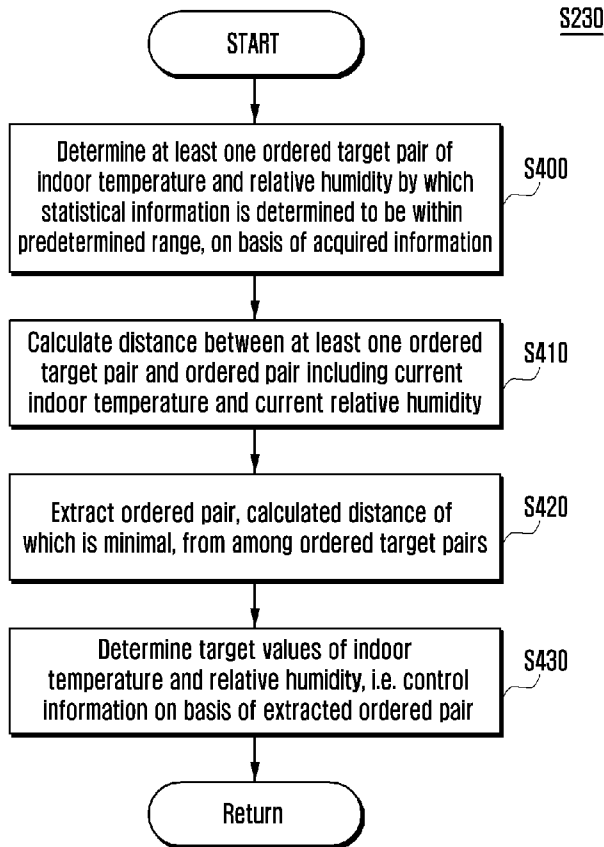 S230
START
Determine at least one ordered target pair of
indoor temperature and relative humidity by which
statistical information is determined to be within
predetermined range, on basis of acquired information
S400
Calculate distance between at least one ordered
target pair and ordered pair including current
indoor temperature and current relative humidity
S410
Extract ordered pair, calculated distance of
which is minimal, from among ordered target pairs
S420
Determine target values of indoor
temperature and relative humidity, i.e. control
information on basis of extracted ordered pair
S430
Return